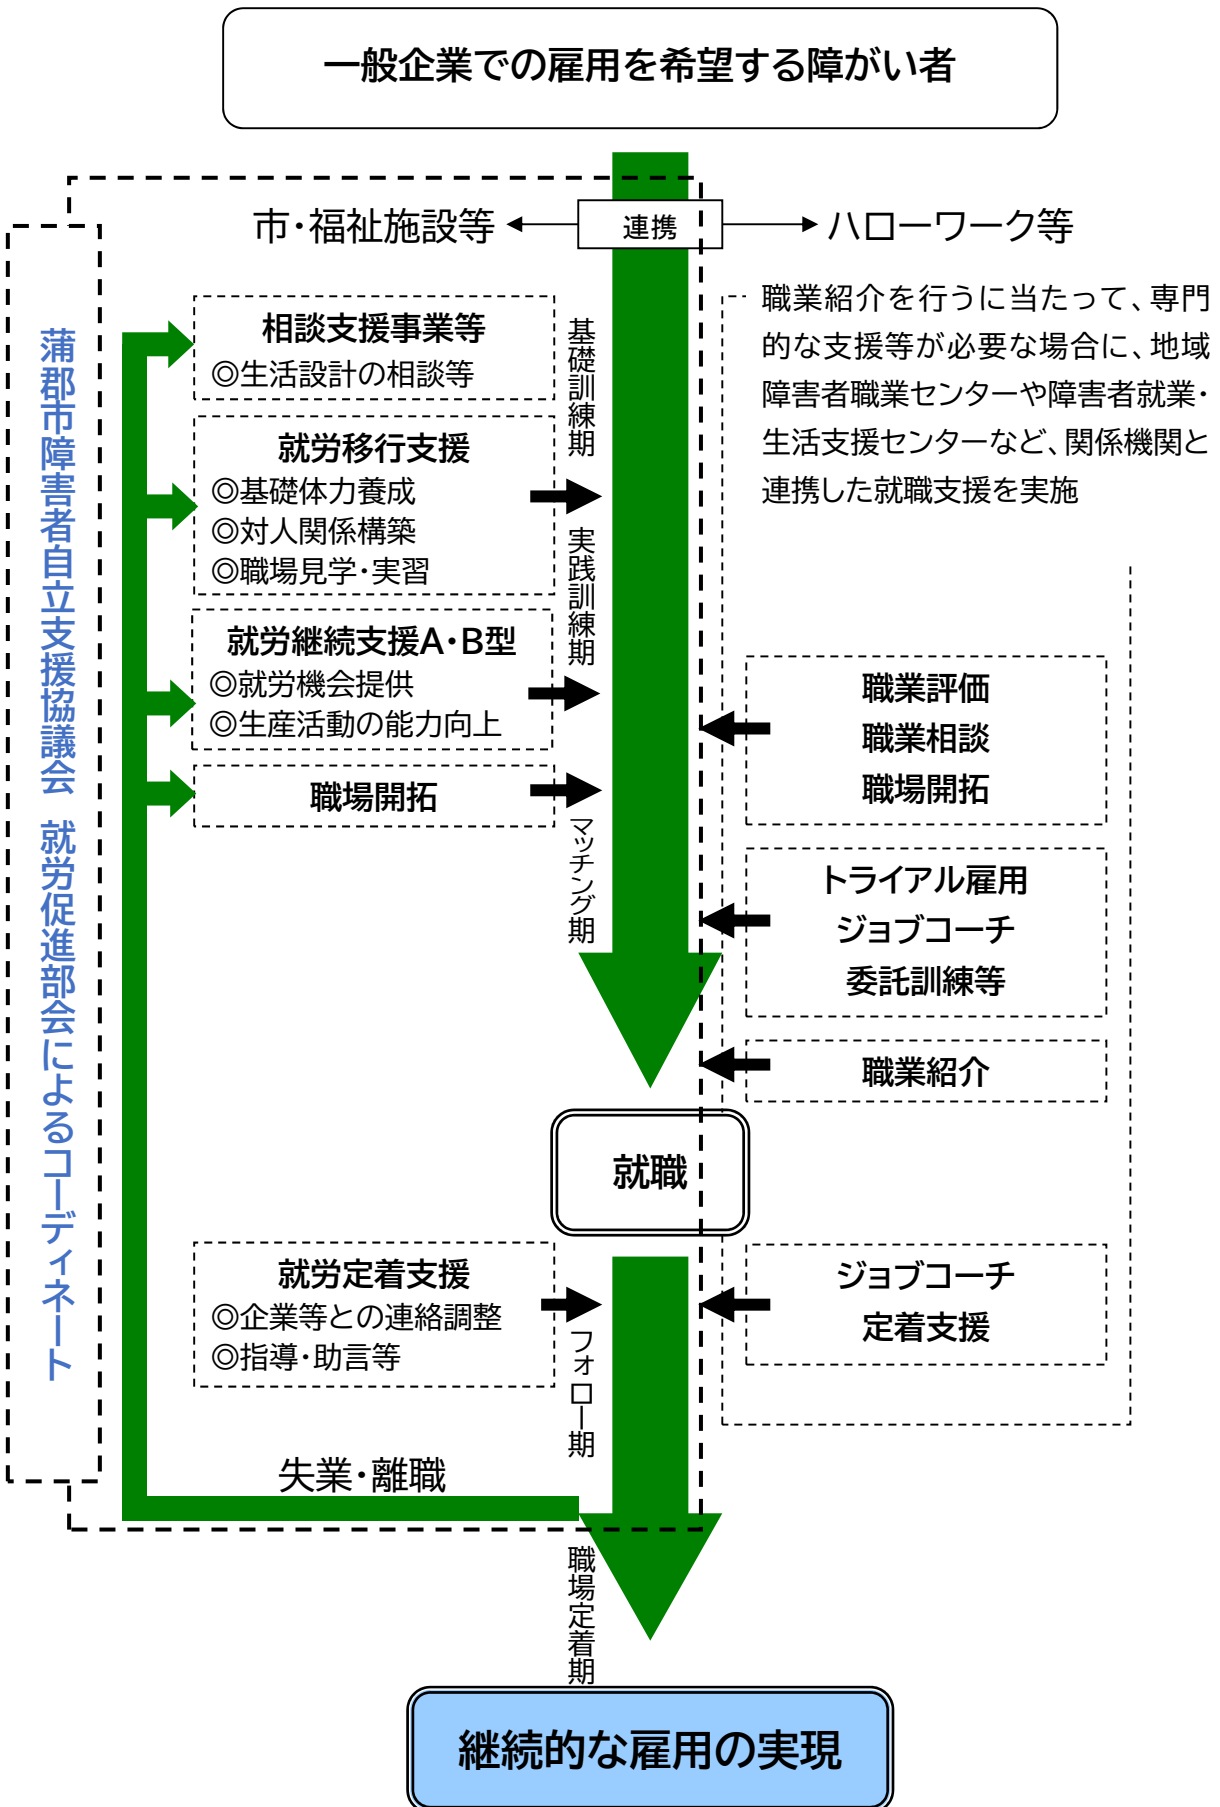 一般企業での雇用を希望する障がい者
市・福祉施設等
連携
ハローワーク等
蒲郡市障害者自立支援協議会 就労促進部会によるコーディネート
相談支援事業等
◎生活設計の相談等
就労移行支援
◎基礎体力養成
◎対人関係構築
◎職場見学・実習
就労継続支援A・B型
◎就労機会提供
◎生産活動の能力向上
職場開拓
基礎訓練期
実践訓練期
マッチング期
職業紹介を行うに当たって、専門
的な支援等が必要な場合に、地域
障害者職業センターや障害者就業・
生活支援センターなど、関係機関と
連携した就職支援を実施
職業評価
職業相談
職場開拓
トライアル雇用
ジョブコーチ
委託訓練等
職業紹介
就職
就労定着支援
◎企業等との連絡調整
◎指導・助言等
フォロー期
ジョブコーチ
定着支援
失業・離職
職場定着期
継続的な雇用の実現